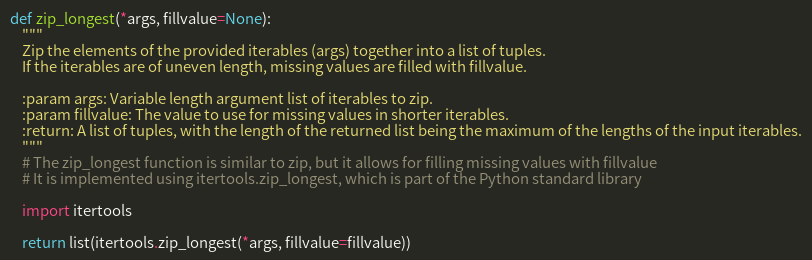 def zip_longest(*args, fillvalue=None):
"""
Zip the elements of the provided iterables (args) together into a list of tuples.
If the iterables are of uneven length, missing values are filled with fillvalue.
:param args: Variable length argument list of iterables to zip.
:param fillvalue: The value to use for missing values in shorter iterables.
:return: A list of tuples, with the length of the returned list being the maximum of the lengths of the input iterables.
"""
# The zip_longest function is similar to zip, but it allows for filling missing values with fillvalue
# It is implemented using itertools.zip_longest, which is part of the Python standard library
import itertools
return list(itertools.zip_longest(*args, fillvalue=fillvalue))